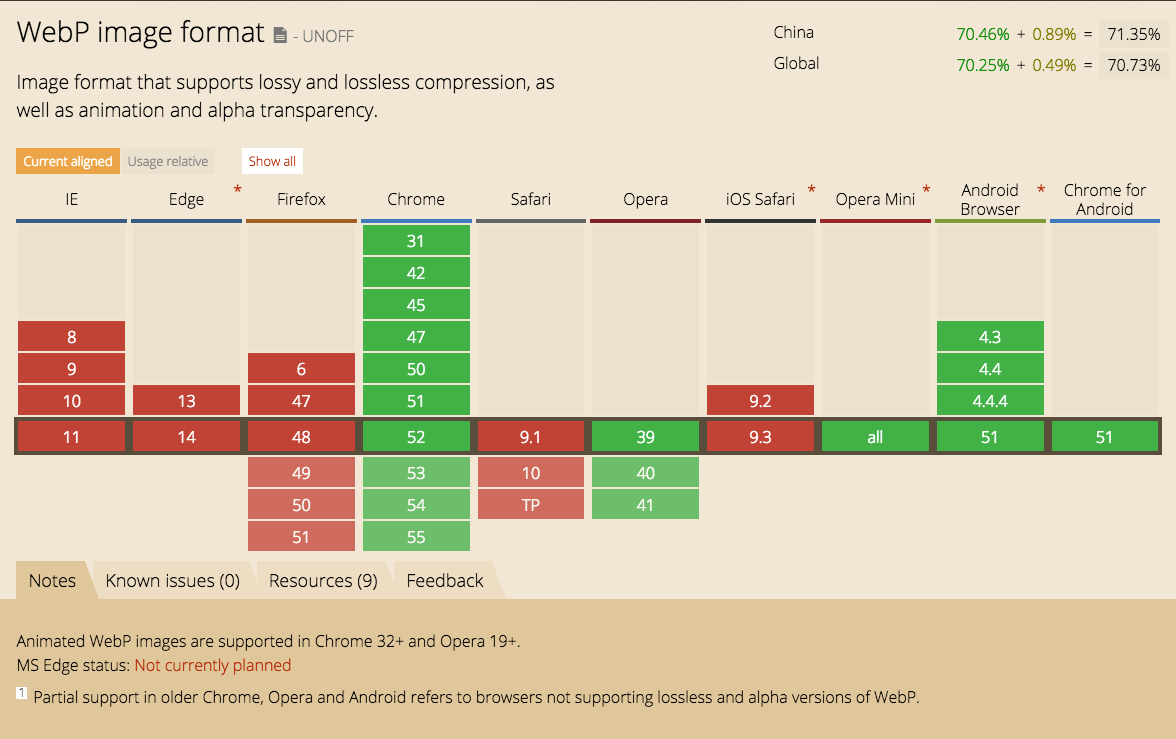 WebP image format - UNOFF
China 70.46% + 0.89% = 71.35%
Global 70.25% + 0.49% = 70.73%
Image format that supports lossy and lossless compression, as
well as animation and alpha transparency.
Current aligned Usage relative Show all
IE Edge * Firefox Chrome Safari Opera iOS Safari * Opera Mini * Android Browser * Chrome for Android
31
42
45
8 47 4.3
9 6 50 4.4
10 13 47 51 9.2 4.4.4
11 14 48 52 9.1 39 9.3 all 51 51
49 53 10 40
50 54 TP 41
51 55
Notes Known issues (0) Resources (9) Feedback
Animated WebP images are supported in Chrome 32+ and Opera 19+.
MS Edge status: Not currently planned
1 Partial support in older Chrome, Opera and Android refers to browsers not supporting lossless and alpha versions of WebP.